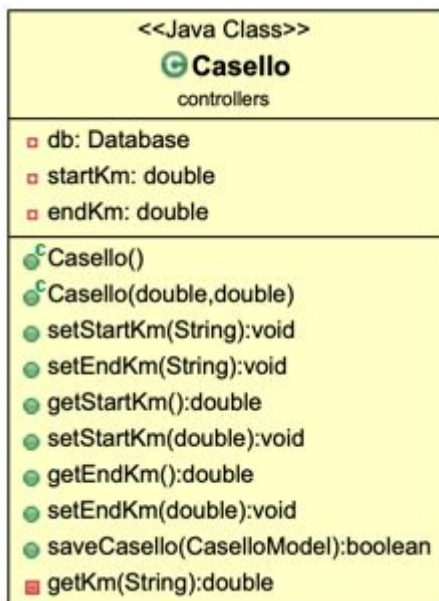 <<Java Class>>
Casello
controllers
db: Database
startKm: double
endKm: double
Casello()
Casello(double,double)
setStartKm(String):void
setEndKm(String):void
getStartKm():double
setStartKm(double):void
getEndKm():double
setEndKm(double):void
saveCasello(CaselloModel):boolean
getKm(String):double